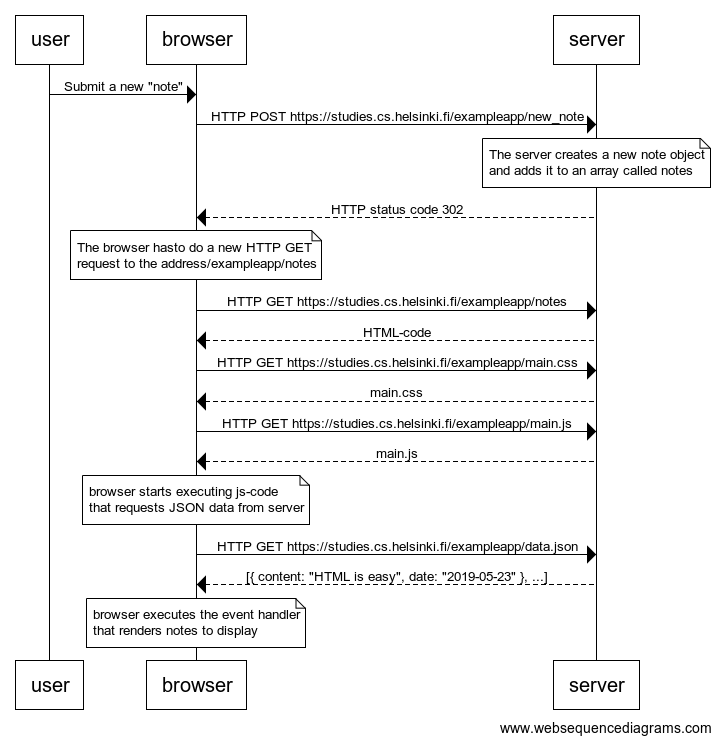 user
browser
server
Submit a new "note"
HTTP POST https://studies.cs.helsinki.fi/exampleapp/new_note
The server creates a new note object
and adds it to an array called notes
HTTP status code 302
The browser hasto do a new HTTP GET
request to the address/exampleapp/notes
HTTP GET https://studies.cs.helsinki.fi/exampleapp/notes
HTML-code
HTTP GET https://studies.cs.helsinki.fi/exampleapp/main.css
main.css
HTTP GET https://studies.cs.helsinki.fi/exampleapp/main.js
main.js
browser starts executing js-code
that requests JSON data from server
HTTP GET https://studies.cs.helsinki.fi/exampleapp/data.json
[{ content: "HTML is easy", date: "2019-05-23" }, ...]
browser executes the event handler
that renders notes to display
user
browser
server
www.websequencediagrams.com